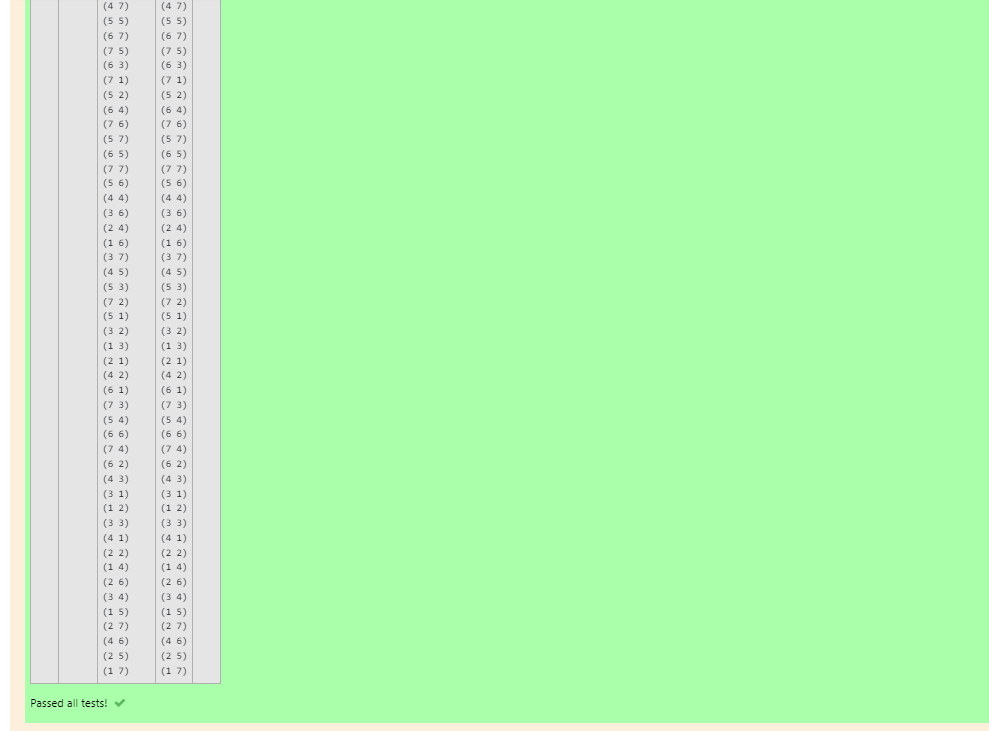 (4 7) (4 7)
(5 5) (5 5)
(6 7) (6 7)
(7 5) (7 5)
(6 3) (6 3)
(7 1) (7 1)
(5 2) (5 2)
(6 4) (6 4)
(7 6) (7 6)
(5 7) (5 7)
(6 5) (6 5)
(7 7) (7 7)
(5 6) (5 6)
(4 4) (4 4)
(3 6) (3 6)
(2 4) (2 4)
(1 6) (1 6)
(3 7) (3 7)
(4 5) (4 5)
(5 3) (5 3)
(7 2) (7 2)
(5 1) (5 1)
(3 2) (3 2)
(1 3) (1 3)
(2 1) (2 1)
(4 2) (4 2)
(6 1) (6 1)
(7 3) (7 3)
(5 4) (5 4)
(6 6) (6 6)
(7 4) (7 4)
(6 2) (6 2)
(4 3) (4 3)
(3 1) (3 1)
(1 2) (1 2)
(3 3) (3 3)
(4 1) (4 1)
(2 2) (2 2)
(1 4) (1 4)
(2 6) (2 6)
(3 4) (3 4)
(1 5) (1 5)
(2 7) (2 7)
(4 6) (4 6)
(2 5) (2 5)
(1 7) (1 7)
Passed all tests!